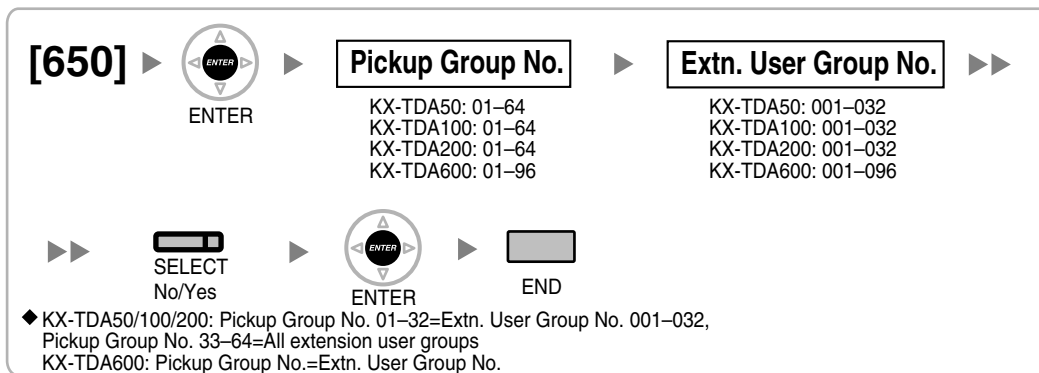 [650] ENTER Pickup Group No. Extn. User Group No.
ENTER
KX-TDA50: 01–64 KX-TDA50: 001–032
KX-TDA100: 01–64 KX-TDA100: 001–032
KX-TDA200: 01–64 KX-TDA200: 001–032
KX-TDA600: 01–96 KX-TDA600: 001–096
ENTER
SELECT
No/Yes ENTER END
◆ KX-TDA50/100/200: Pickup Group No. 01–32=Extn. User Group No. 001–032,
Pickup Group No. 33–64=All extension user groups
KX-TDA600: Pickup Group No.=Extn. User Group No.